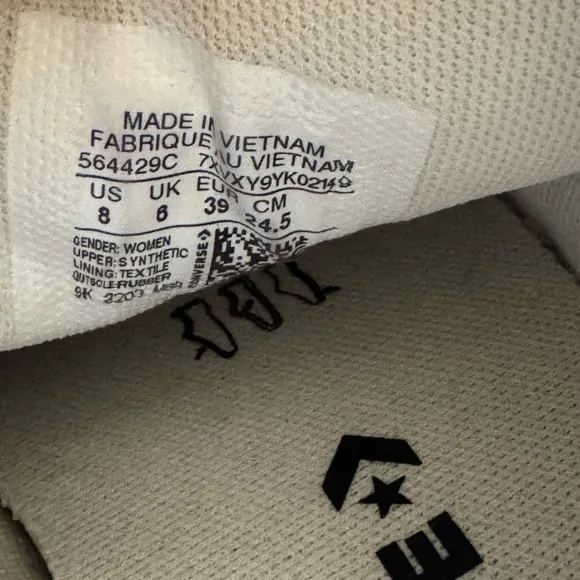 MADE IN VIETNAM
FABRIQUE AU VIETNAM
564429C
US UK EUR CM
8 6 39 24.5
GENDER: WOMEN
UPPER: SYNTHETIC
LINING: TEXTILE
OUTSOLE: RUBBER
CONVERSE